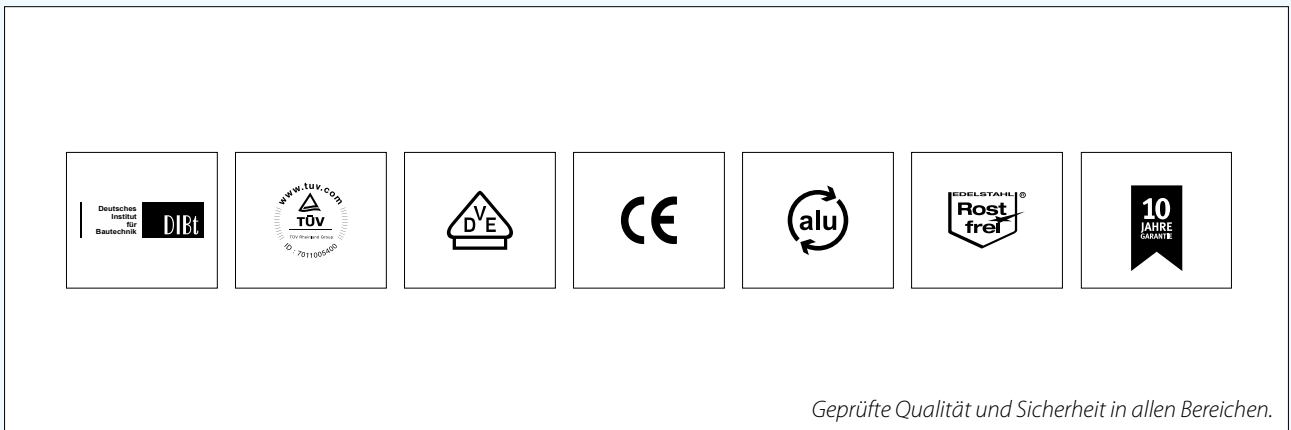 Deutsches
Institut
für
Bautechnik
DIBt
www.tuv.com
TÜV
TÜV Rheinland Group
ID : 7011005400
D V E
CE
alu
EDELSTAHL ®
Rost
frei
10
JAHRE
GARANTIE
Geprüfte Qualität und Sicherheit in allen Bereichen.